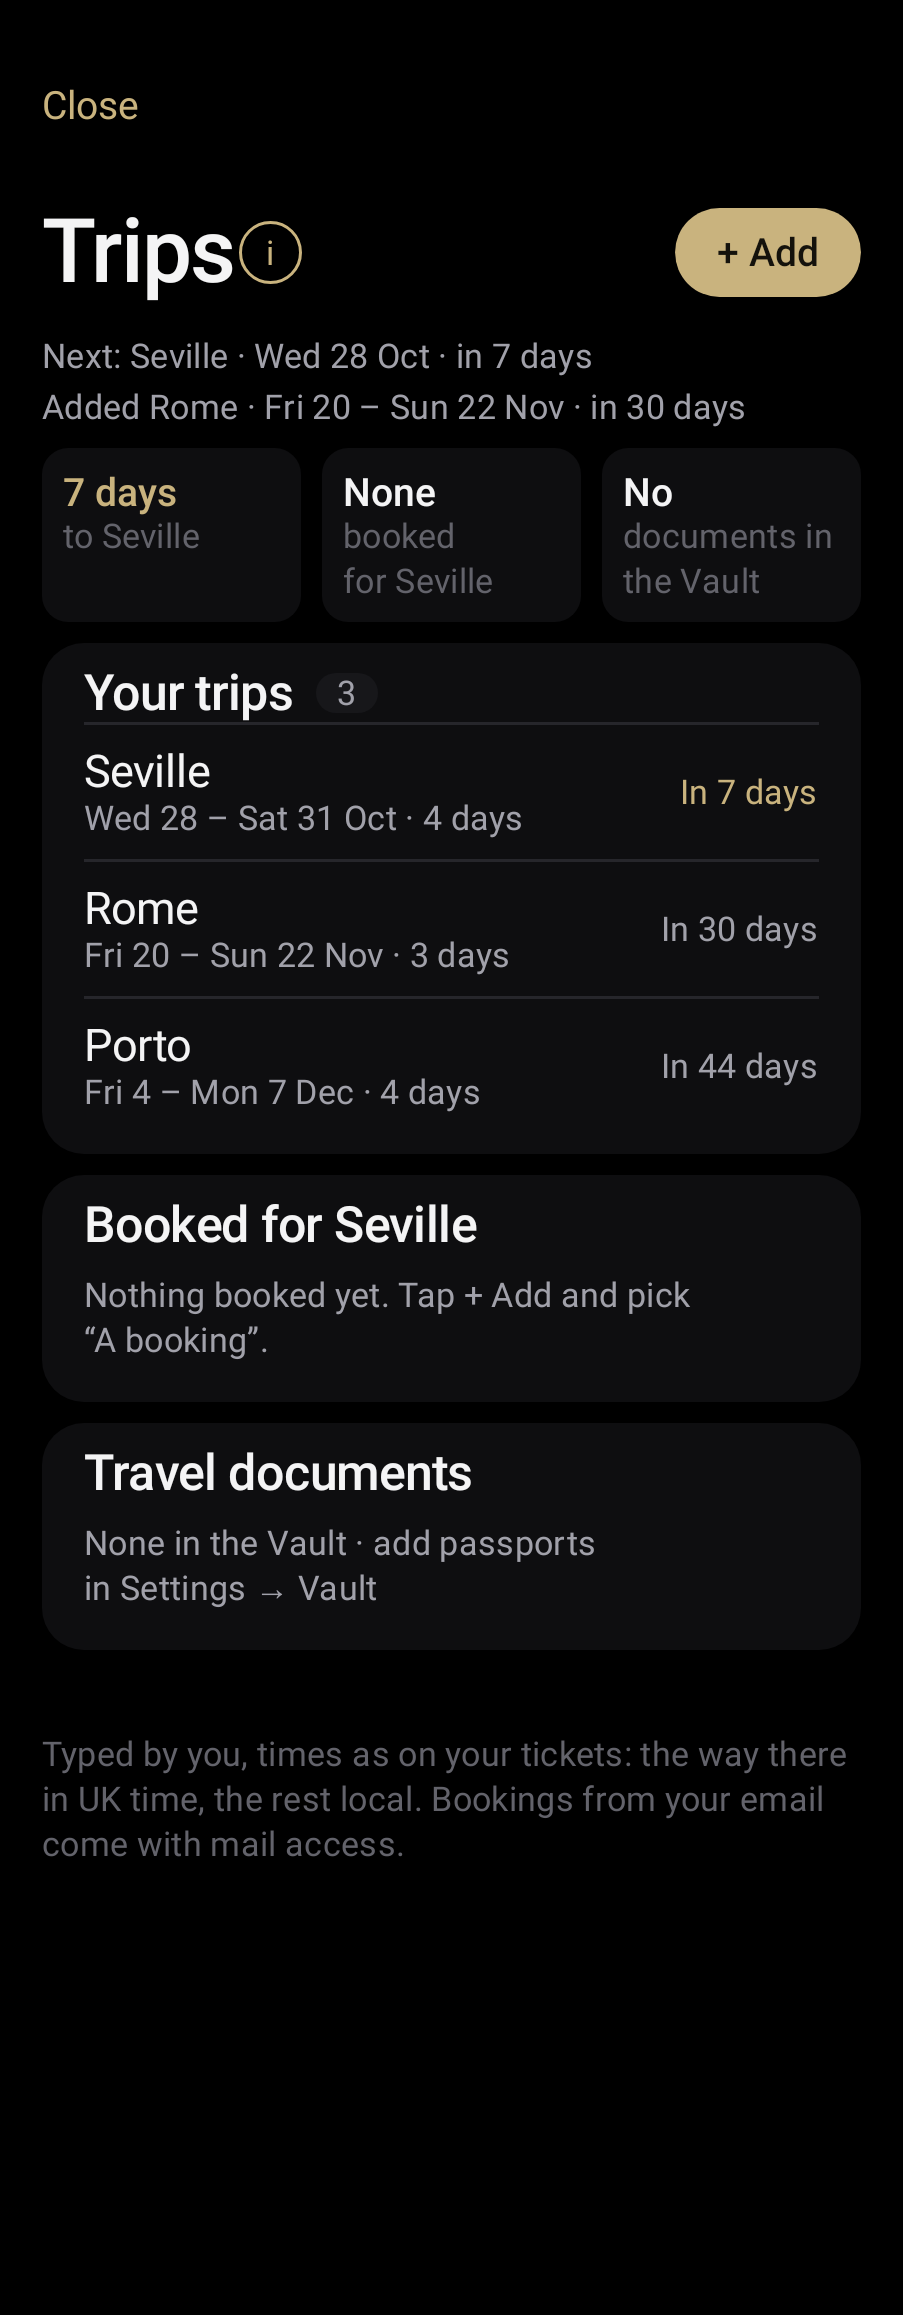 Close
Trips i
+ Add
Next: Seville · Wed 28 Oct · in 7 days
Added Rome · Fri 20 – Sun 22 Nov · in 30 days
7 days
to Seville
None
booked
for Seville
No
documents in
the Vault
Your trips 3
Seville
Wed 28 – Sat 31 Oct · 4 days
In 7 days
Rome
Fri 20 – Sun 22 Nov · 3 days
In 30 days
Porto
Fri 4 – Mon 7 Dec · 4 days
In 44 days
Booked for Seville
Nothing booked yet. Tap + Add and pick
“A booking”.
Travel documents
None in the Vault · add passports
in Settings → Vault
Typed by you, times as on your tickets: the way there
in UK time, the rest local. Bookings from your email
come with mail access.